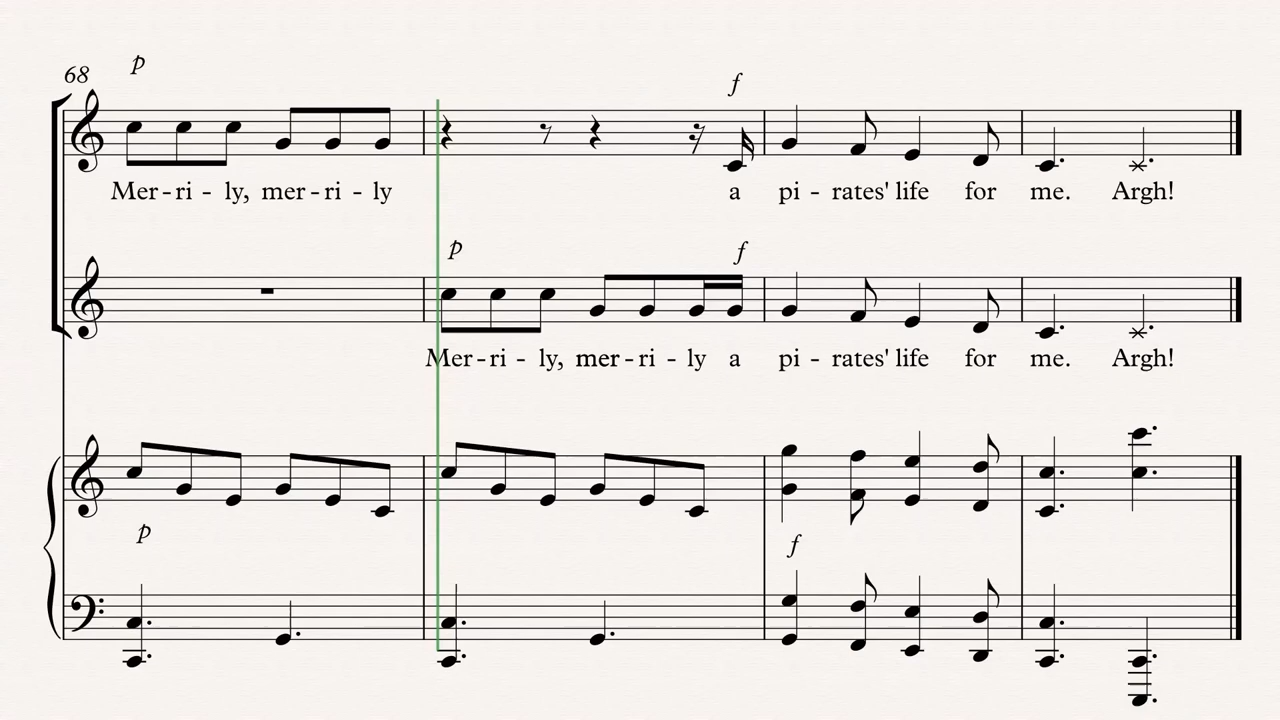 68
p
f
Mer - ri - ly, mer - ri - ly a pi - rates' life for me. Argh!
p f
Mer - ri - ly, mer - ri - ly a pi - rates' life for me. Argh!
p f